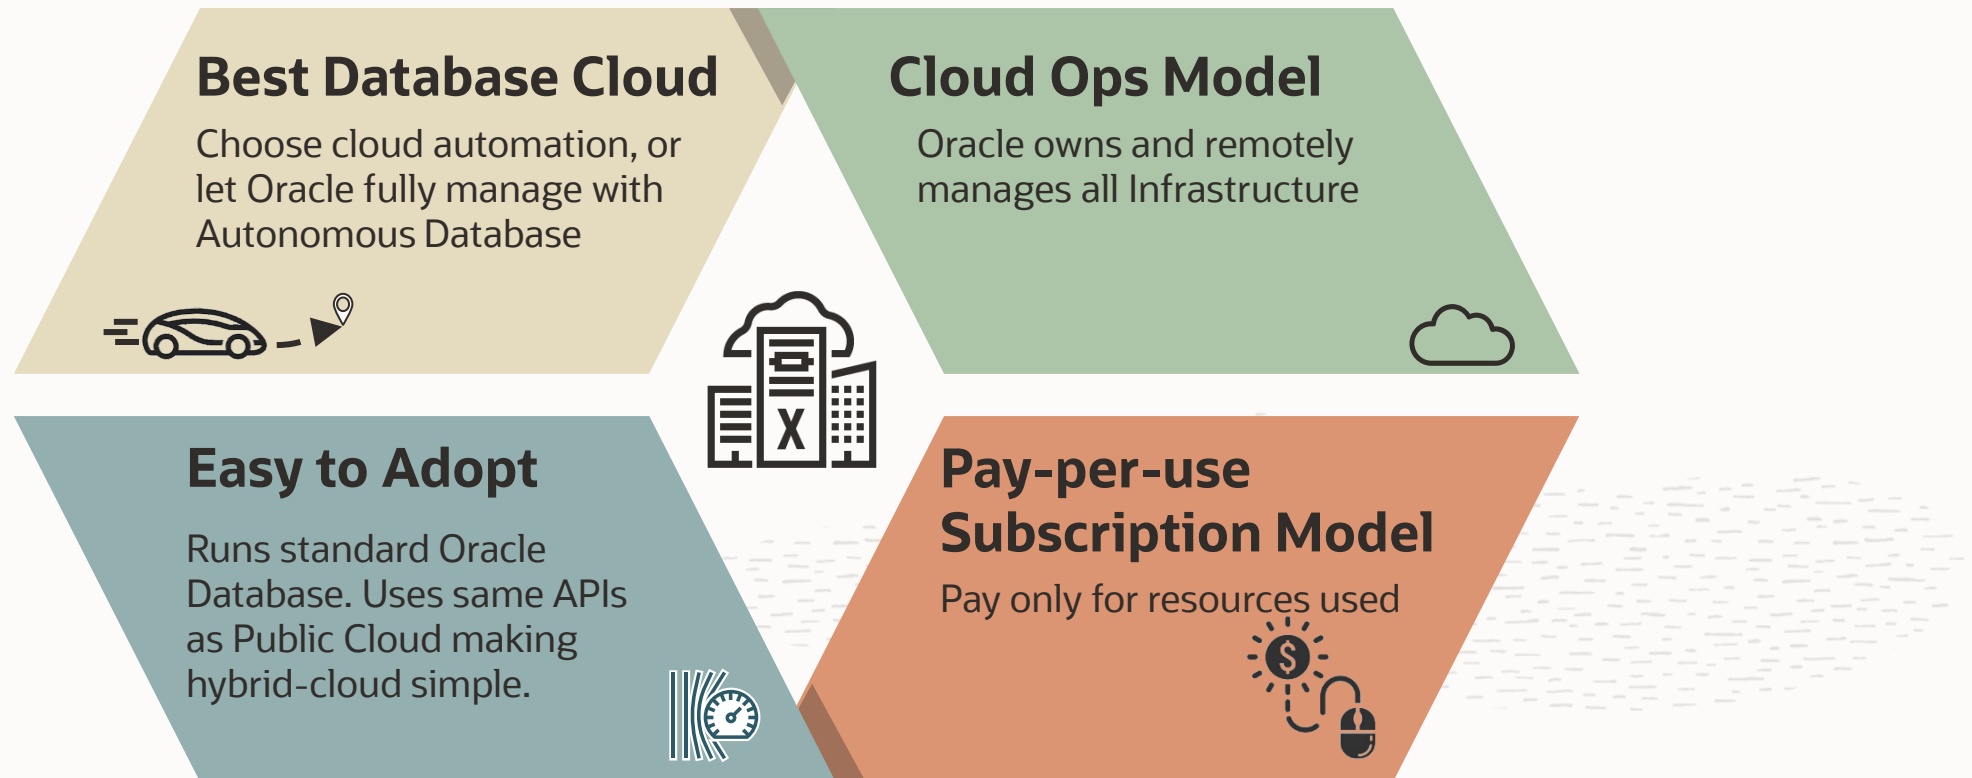 Best Database Cloud
Choose cloud automation, or
let Oracle fully manage with
Autonomous Database
Cloud Ops Model
Oracle owns and remotely
manages all Infrastructure
X
Easy to Adopt
Runs standard Oracle
Database. Uses same APIs
as Public Cloud making
hybrid-cloud simple.
Pay-per-use
Subscription Model
Pay only for resources used
$